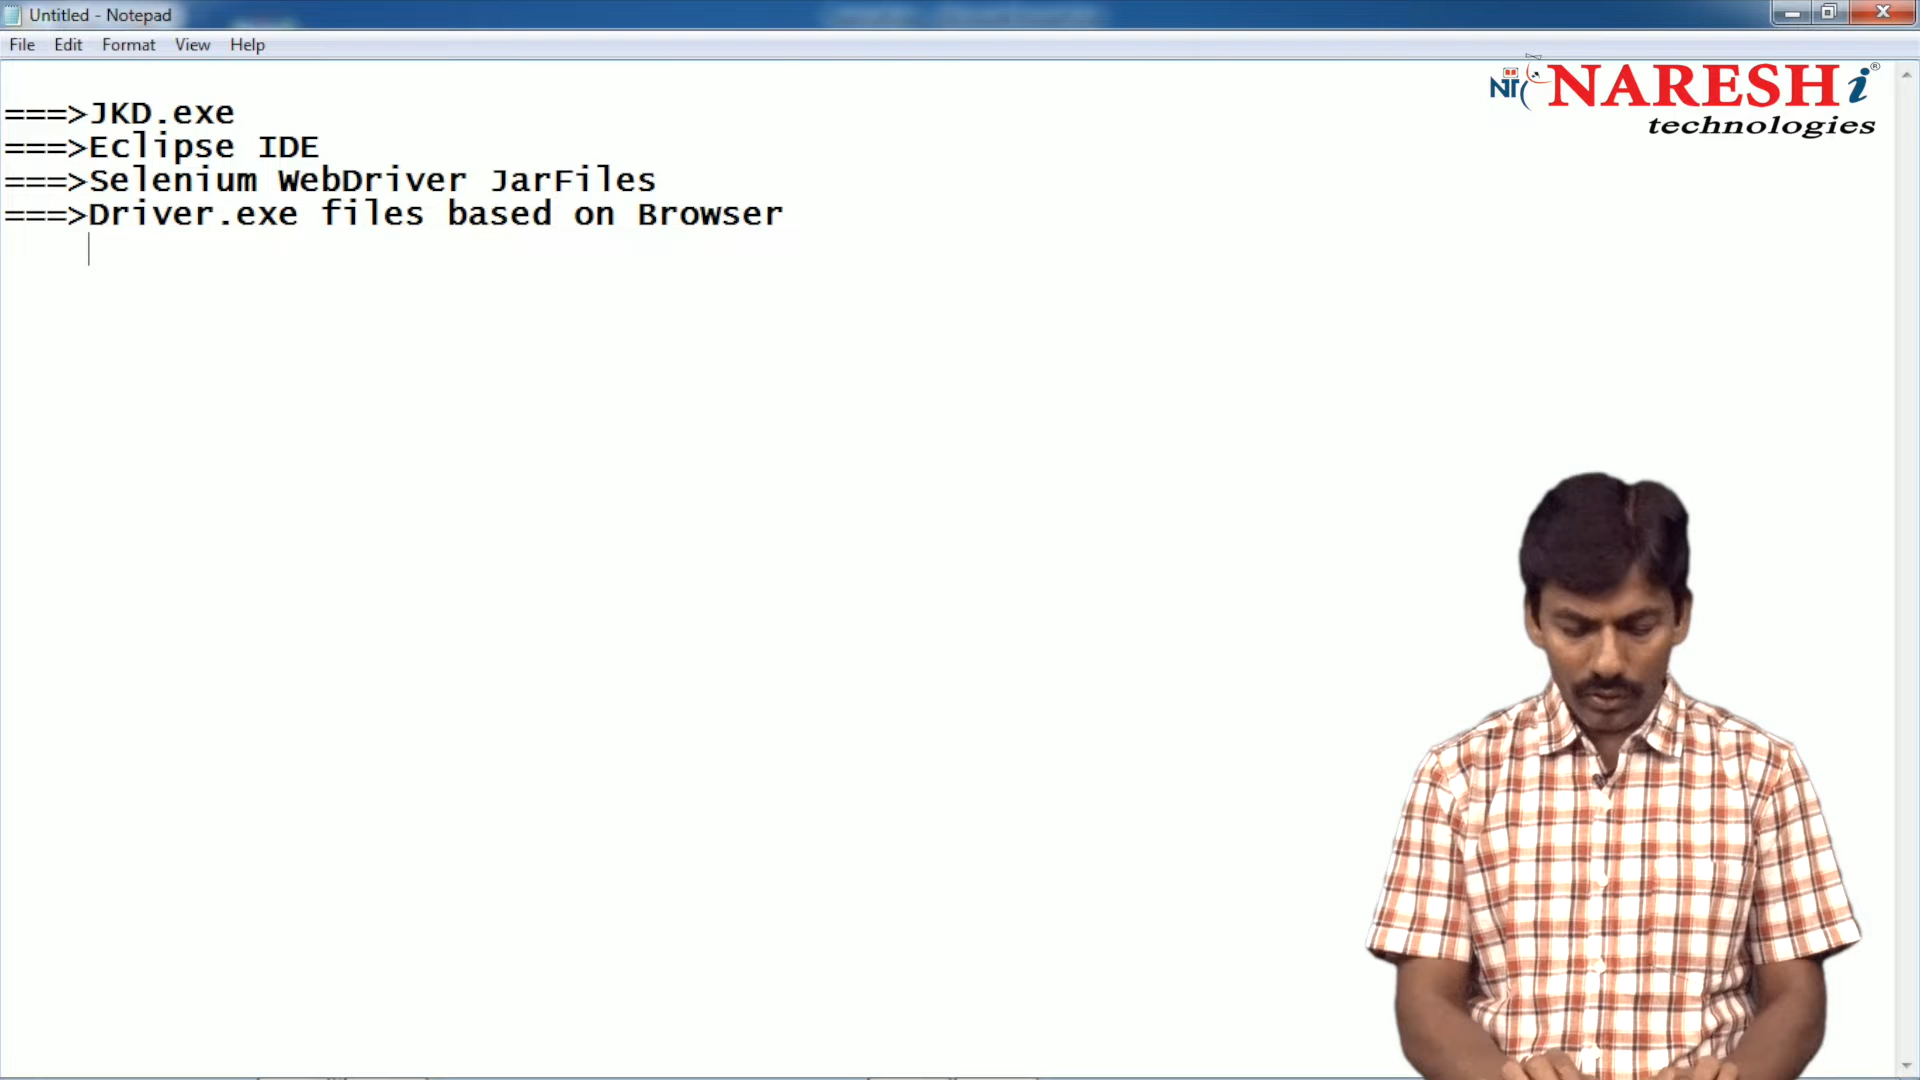 Untitled - Notepad
File Edit Format View Help
NT NARESH i ®
technologies
===>JKD.exe
===>Eclipse IDE
===>Selenium WebDriver JarFiles
===>Driver.exe files based on Browser